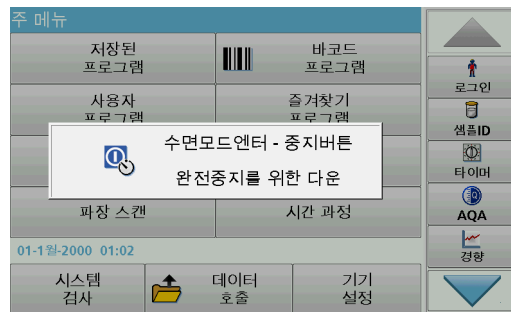 주 메뉴
저장된
프로그램
바코드
프로그램
사용자
프로그램
즐겨찾기
프로그램
수면모드엔터 - 중지버튼
완전중지를 위한 다운
파장 스캔
시간 과정
01-1월-2000 01:02
시스템
검사
데이터
호출
기기
설정
로그인
샘플ID
타이머
AQA
경향